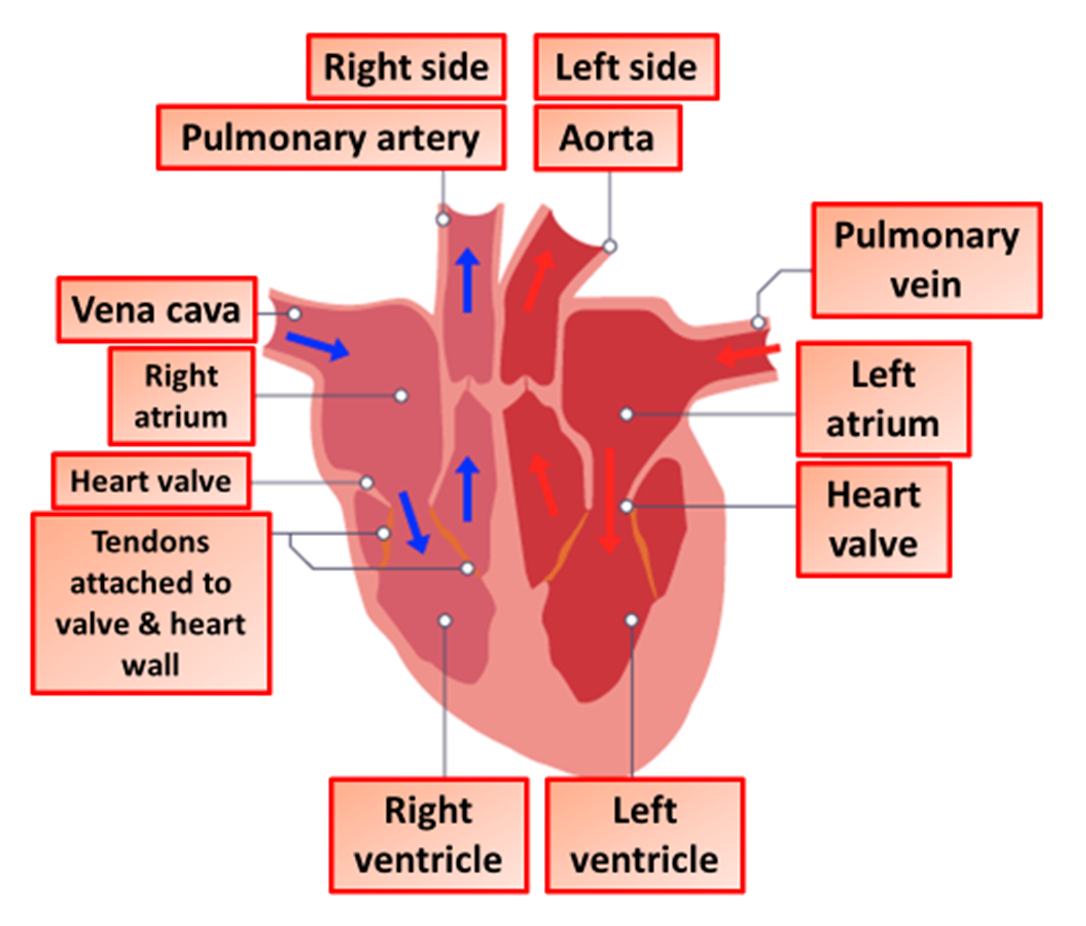 Right side
Left side
Pulmonary artery
Aorta
Pulmonary
vein
Vena cava
Right
atrium
Left
atrium
Heart valve
Heart
valve
Tendons
attached to
valve & heart
wall
Right
ventricle
Left
ventricle